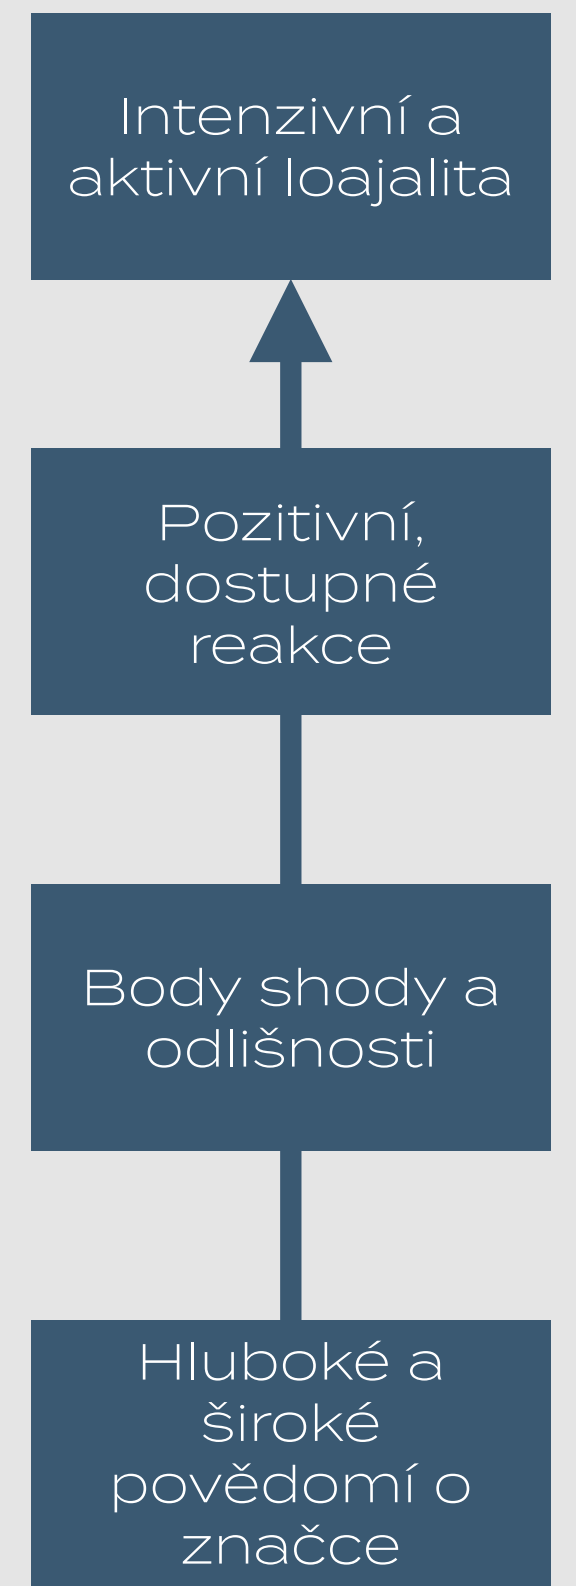 Intenzivní a
aktivní loajalita
Pozitivní,
dostupné
reakce
Body shody a
odlišnosti
Hluboké a
široké
povědomí o
značce